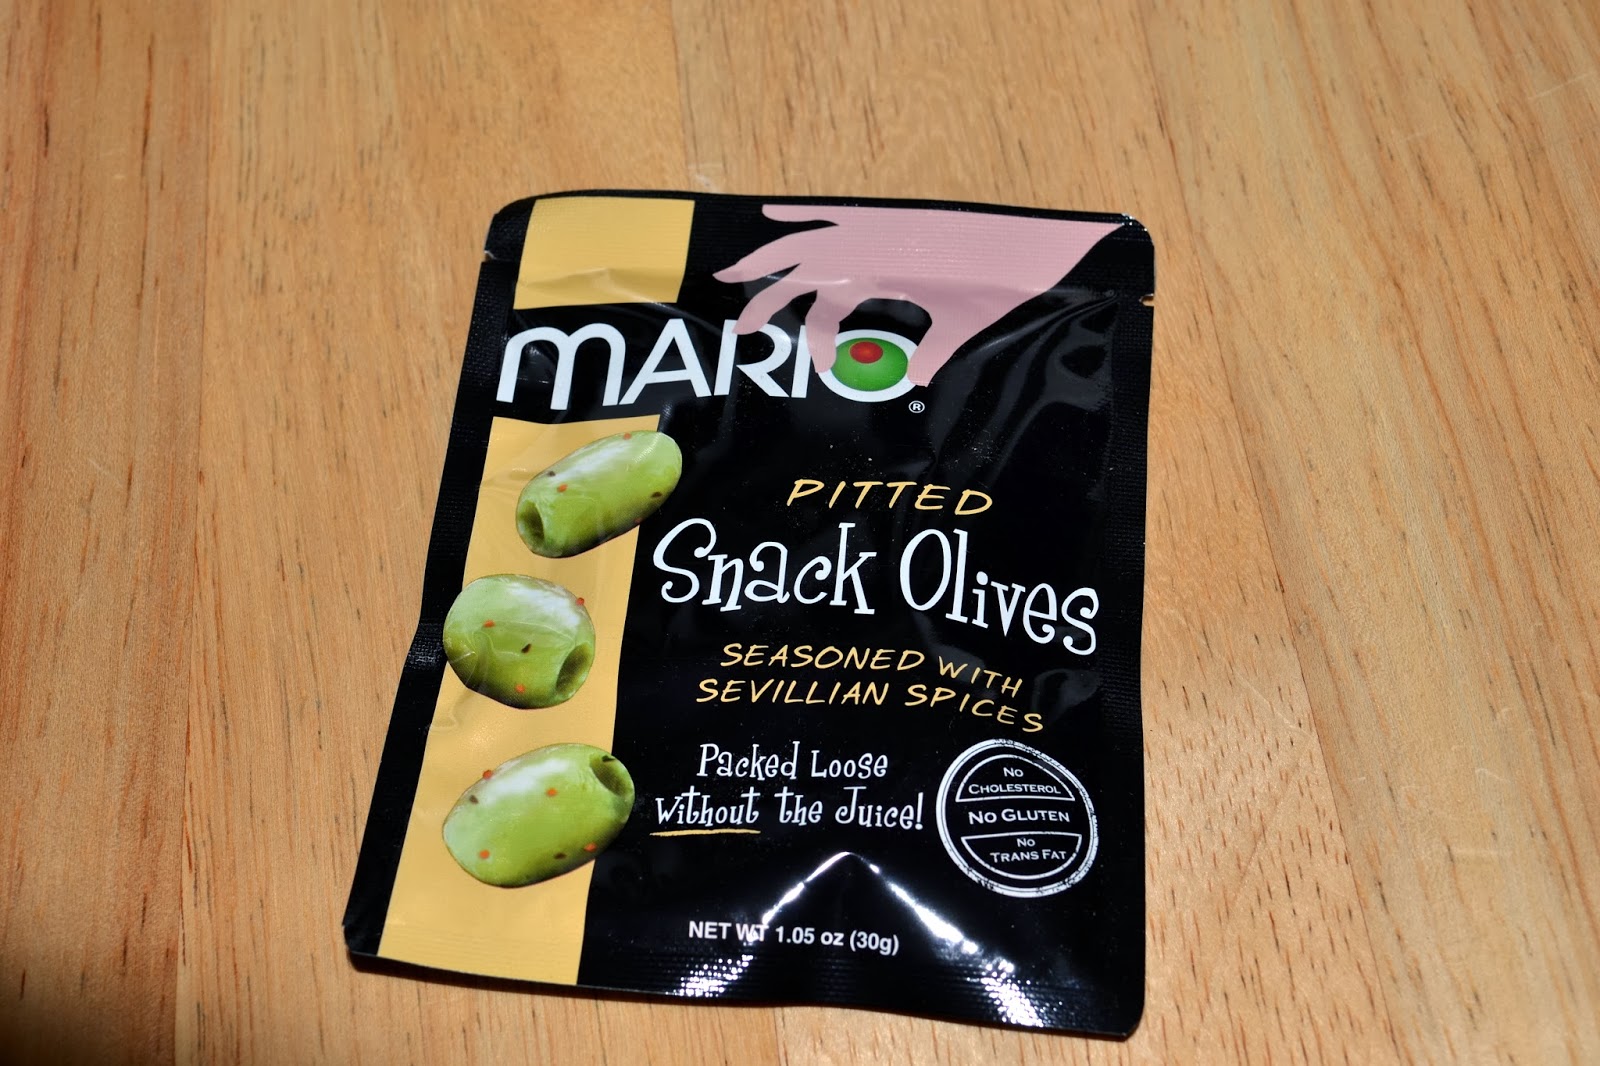 MARIO®
PITTED
Snack Olives
SEASONED WITH
SEVILLIAN SPICES
Packed Loose
Without the Juice!
No
Cholesterol
No Gluten
No
Trans Fat
NET WT 1.05 oz (30g)